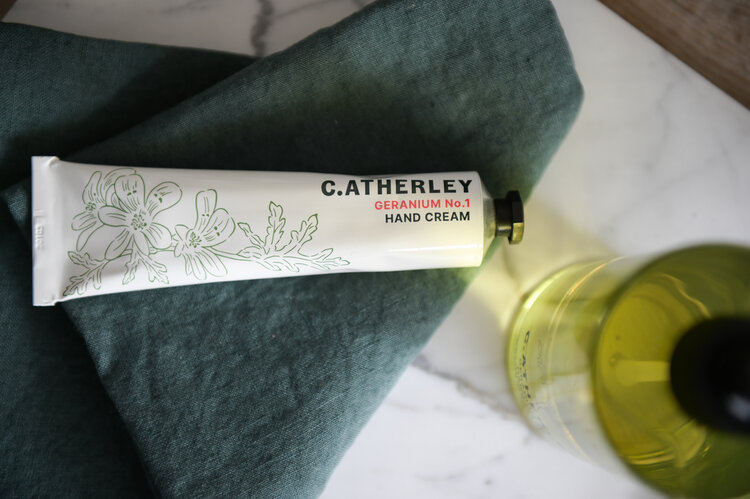 C.ATHERLEY
GERANIUM No.1
HAND CREAM